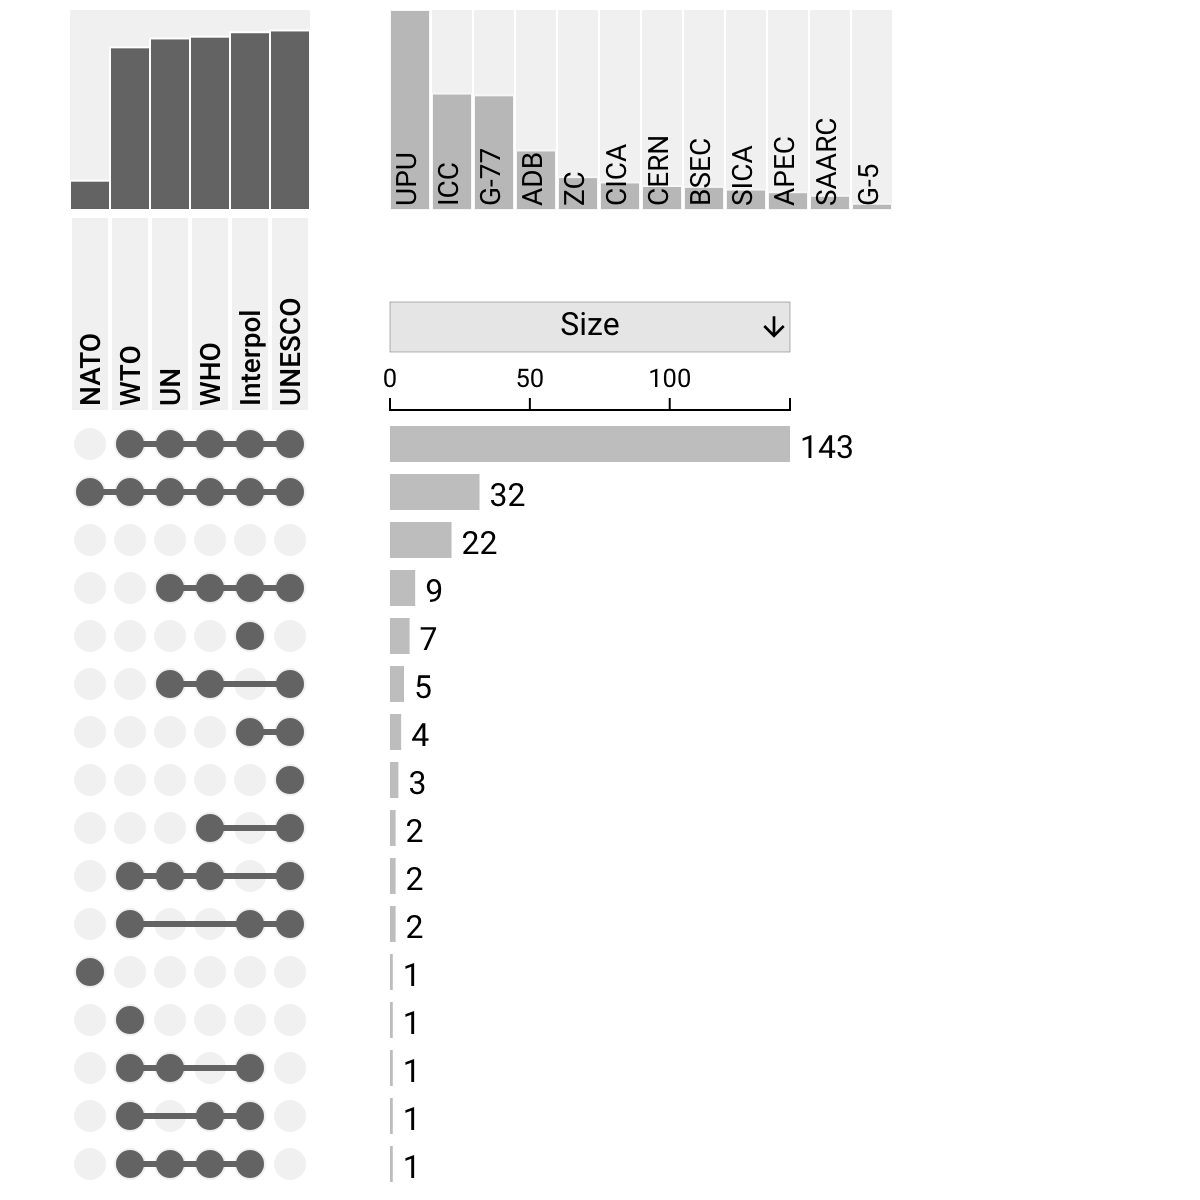 UPU
ICC
G-77
ADB
ZC
CICA
CERN
BSEC
SICA
APEC
SAARC
G-5
NATO
WTO
UN
WHO
Interpol
UNESCO
Size
0 50 100
143
32
22
9
7
5
4
3
2
2
2
1
1
1
1
1